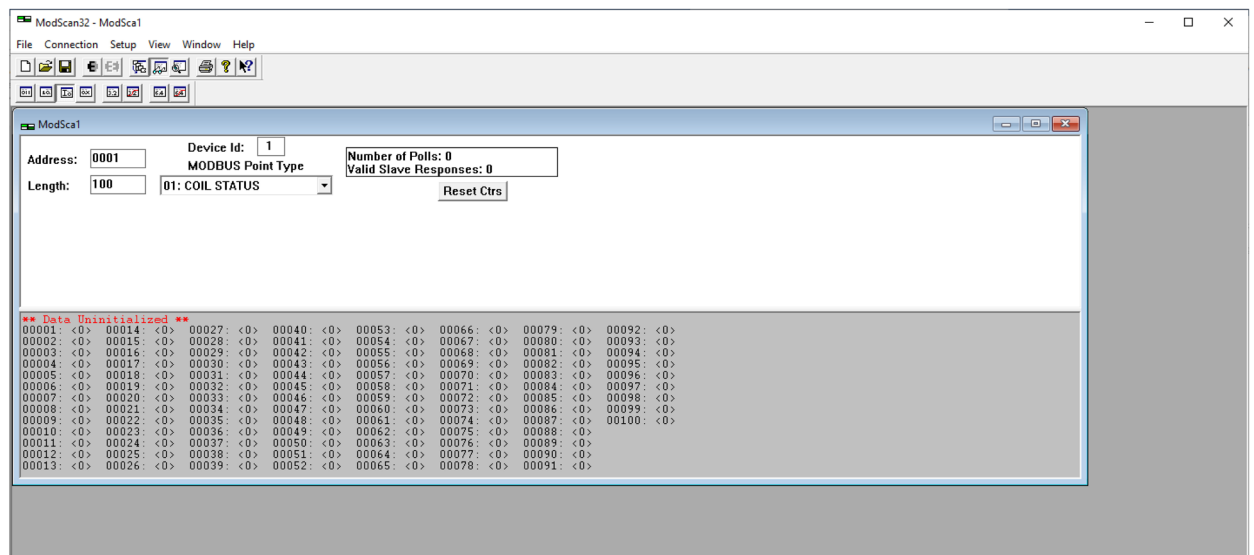 ModScan32 - ModSca1
File Connection Setup View Window Help
ModSca1
Address: 0001
Device Id: 1
MODBUS Point Type
Length: 100
01: COIL STATUS
Number of Polls: 0
Valid Slave Responses: 0
Reset Ctrs
** Data Uninitialized **
00001: <0> 00014: <0> 00027: <0> 00040: <0> 00053: <0> 00066: <0> 00079: <0> 00092: <0>
00002: <0> 00015: <0> 00028: <0> 00041: <0> 00054: <0> 00067: <0> 00080: <0> 00093: <0>
00003: <0> 00016: <0> 00029: <0> 00042: <0> 00055: <0> 00068: <0> 00081: <0> 00094: <0>
00004: <0> 00017: <0> 00030: <0> 00043: <0> 00056: <0> 00069: <0> 00082: <0> 00095: <0>
00005: <0> 00018: <0> 00031: <0> 00044: <0> 00057: <0> 00070: <0> 00083: <0> 00096: <0>
00006: <0> 00019: <0> 00032: <0> 00045: <0> 00058: <0> 00071: <0> 00084: <0> 00097: <0>
00007: <0> 00020: <0> 00033: <0> 00046: <0> 00059: <0> 00072: <0> 00085: <0> 00098: <0>
00008: <0> 00021: <0> 00034: <0> 00047: <0> 00060: <0> 00073: <0> 00086: <0> 00099: <0>
00009: <0> 00022: <0> 00035: <0> 00048: <0> 00061: <0> 00074: <0> 00087: <0> 00100: <0>
00010: <0> 00023: <0> 00036: <0> 00049: <0> 00062: <0> 00075: <0> 00088: <0>
00011: <0> 00024: <0> 00037: <0> 00050: <0> 00063: <0> 00076: <0> 00089: <0>
00012: <0> 00025: <0> 00038: <0> 00051: <0> 00064: <0> 00077: <0> 00090: <0>
00013: <0> 00026: <0> 00039: <0> 00052: <0> 00065: <0> 00078: <0> 00091: <0>